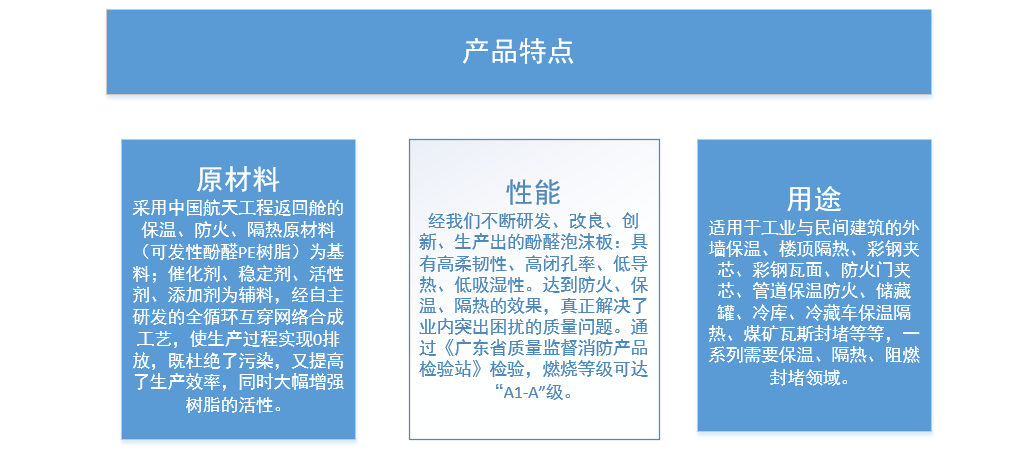 产品特点
原材料
采用中国航天工程返回舱的
保温、防火、隔热原材料
（可发性酚醛PE树脂）为基
料；催化剂、稳定剂、活性
剂、添加剂为辅料，经自主
研发的全循环互穿网络合成
工艺，使生产过程实现0排
放，既杜绝了污染，又提高
了生产效率，同时大幅增强
树脂的活性。
性能
经我们不断研发、改良、创
新、生产出的酚醛泡沫板：具
有高柔韧性、高闭孔率、低导
热、低吸湿性。达到防火、保
温、隔热的效果，真正解决了
业内突出困扰的质量问题。通
过《广东省质量监督消防产品
检验站》检验，燃烧等级可达
“A1-A”级。
用途
适用于工业与民间建筑的外
墙保温、楼顶隔热、彩钢夹
芯、彩钢瓦面、防火门夹
芯、管道保温防火、储藏
罐、冷库、冷藏车保温隔
热、煤矿瓦斯封堵等等，一
系列需要保温、隔热、阻燃
封堵领域。